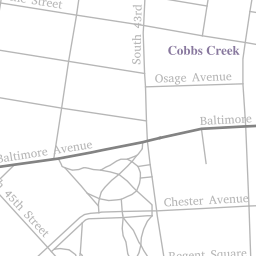 Street
South 43rd
Cobbs Creek
Osage Avenue
Baltimore
Baltimore Avenue
45th Street
Chester Avenue
Regent Square